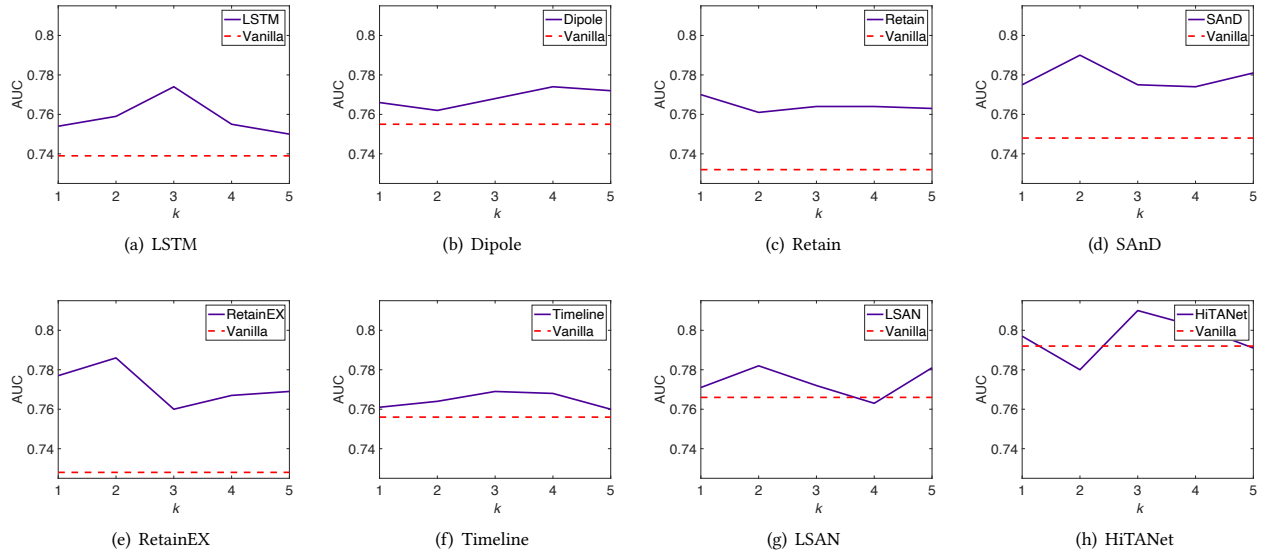 LSTM
Vanilla
0.8
0.78
0.76
0.74
AUC
1 2 3 4 5
k
(a) LSTM
Dipole
Vanilla
0.8
0.78
0.76
0.74
AUC
1 2 3 4 5
k
(b) Dipole
Retain
Vanilla
0.8
0.78
0.76
0.74
AUC
1 2 3 4 5
k
(c) Retain
SAnD
Vanilla
0.8
0.78
0.76
0.74
AUC
1 2 3 4 5
k
(d) SAnD
RetainEX
Vanilla
0.8
0.78
0.76
0.74
AUC
1 2 3 4 5
k
(e) RetainEX
Timeline
Vanilla
0.8
0.78
0.76
0.74
AUC
1 2 3 4 5
k
(f) Timeline
LSAN
Vanilla
0.8
0.78
0.76
0.74
AUC
1 2 3 4 5
k
(g) LSAN
HiTANet
Vanilla
0.8
0.78
0.76
0.74
AUC
1 2 3 4 5
k
(h) HiTANet